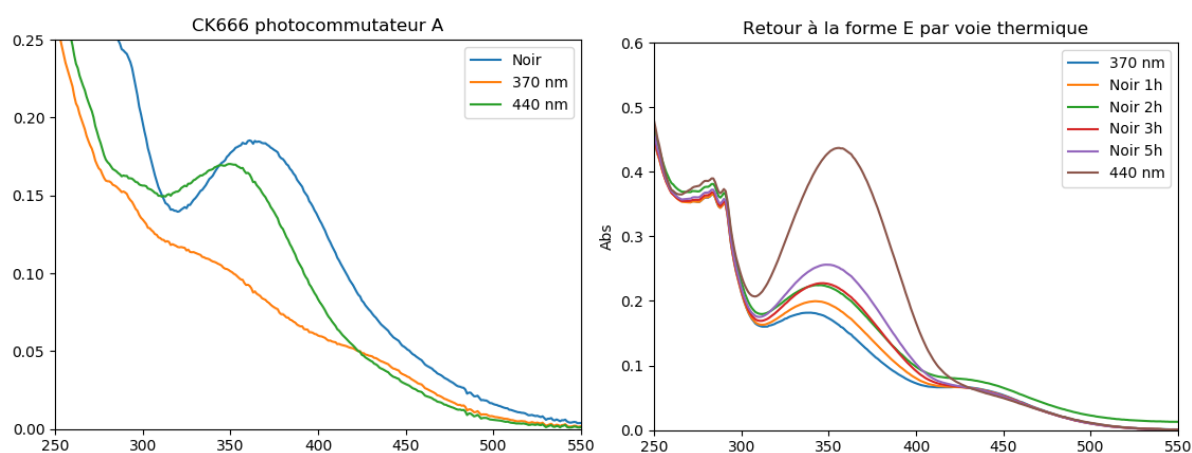 CK666 photocommutateur A
0.25
0.20
0.15
0.10
0.05
0.00
250 300 350 400 450 500 550
Noir
370 nm
440 nm
Retour à la forme E par voie thermique
Abs
0.6
0.5
0.4
0.3
0.2
0.1
0.0
250 300 350 400 450 500 550
370 nm
Noir 1h
Noir 2h
Noir 3h
Noir 5h
440 nm